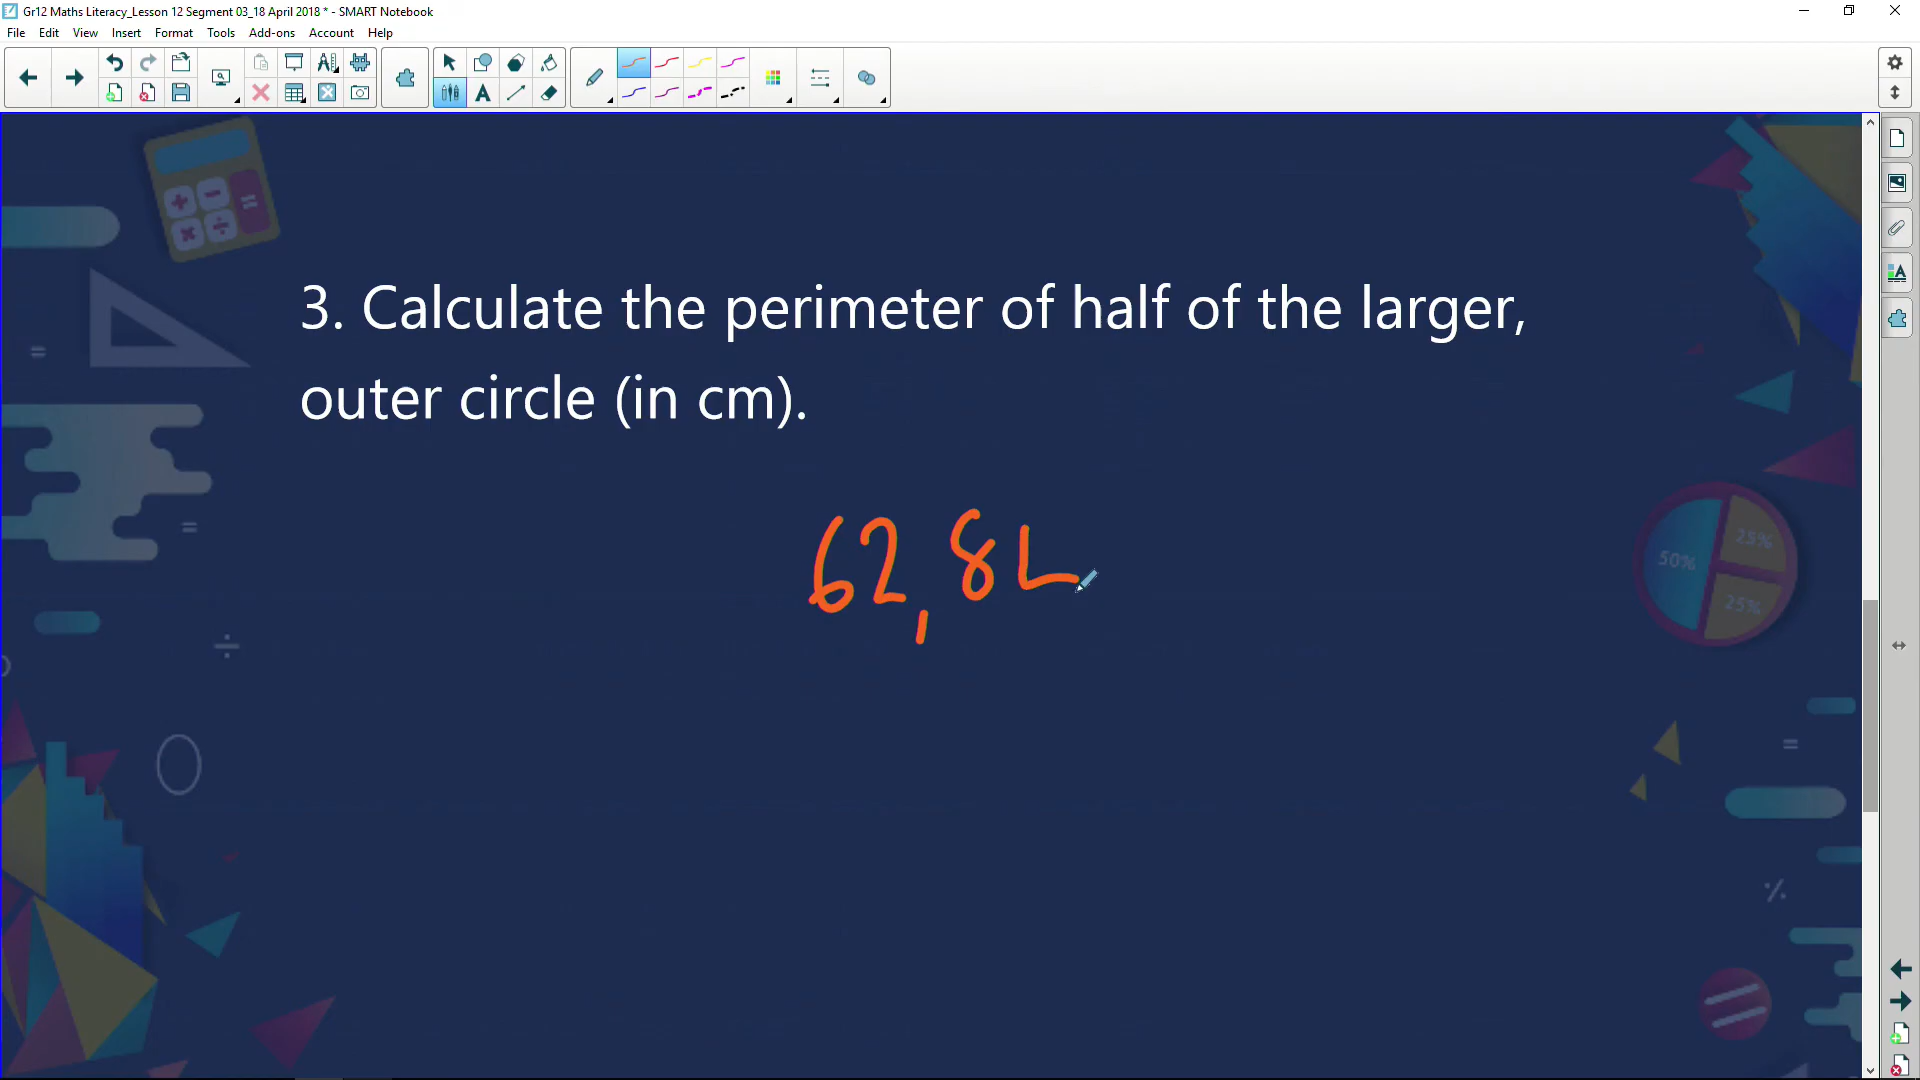 Gr12 Maths Literacy_Lesson 12 Segment 03_18 April 2018 * - SMART Notebook
File Edit View Insert Format Tools Add-ons Account Help
3. Calculate the perimeter of half of the larger,
outer circle (in cm).
62,8
50%
25%
25%